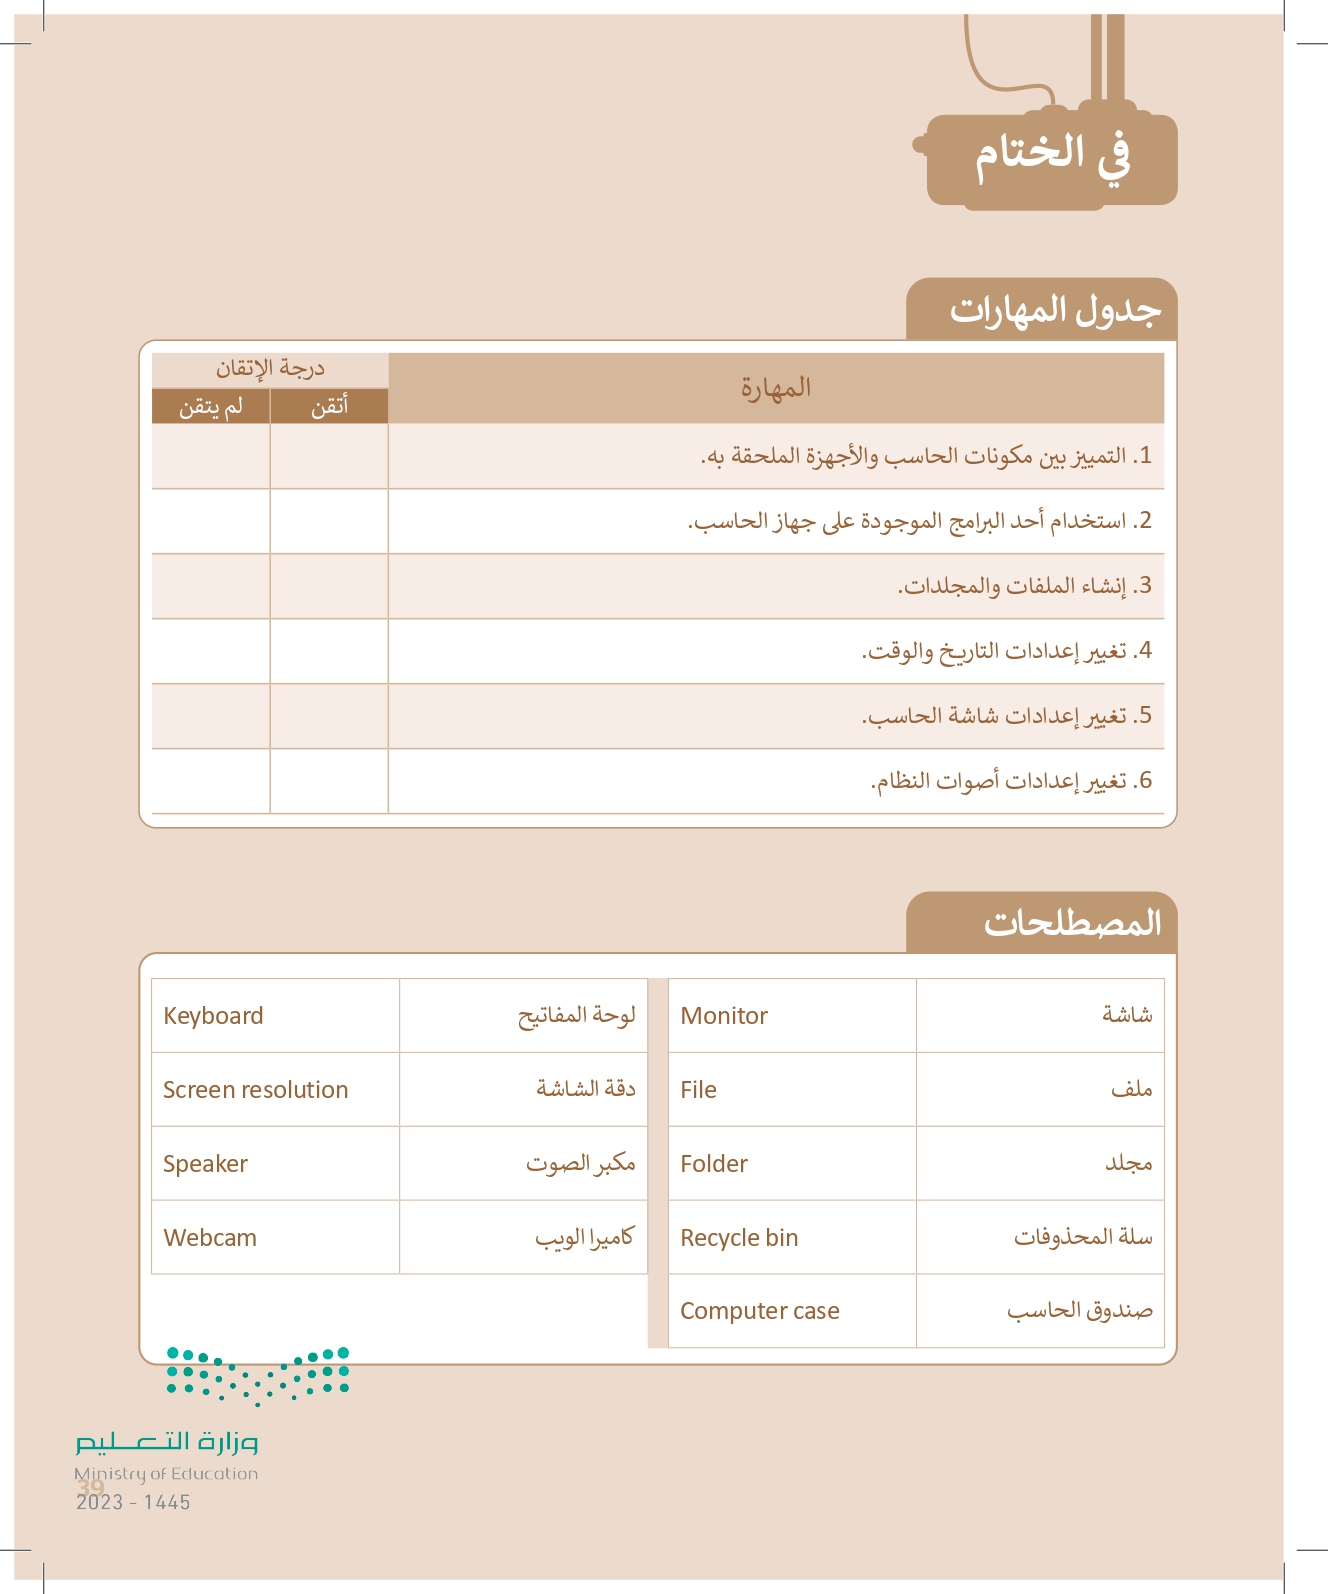 في الختام
جدول المهارات
المهارة
درجة الإتقان
أتقن
لم يتقن
1. التمييز بين مكونات الحاسب والأجهزة الملحقة به.
2. استخدام أحد البرامج الموجودة على جهاز الحاسب.
3. إنشاء الملفات والمجلدات.
4. تغيير إعدادات التاريخ والوقت.
5. تغيير إعدادات شاشة الحاسب.
6. تغيير إعدادات أصوات النظام.
المصطلحات
شاشة Monitor
ملف File
مجلد Folder
سلة المحذوفات Recycle bin
صندوق الحاسب Computer case
لوحة المفاتيح Keyboard
دقة الشاشة Screen resolution
مكبر الصوت Speaker
كاميرا الويب Webcam
وزارة التعليم
Ministry of Education
39
2023 - 1445